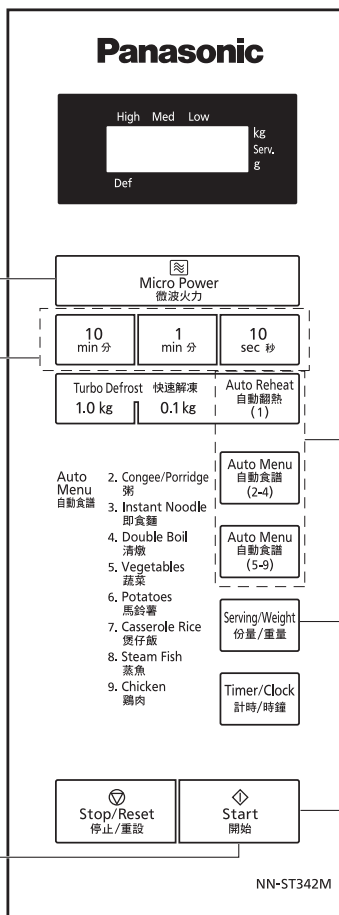 Panasonic
High Med Low
kg
Serv.
g
Def
Micro Power
微波火力
10
min 分
1
min 分
10
sec 秒
Turbo Defrost 快速解凍
1.0 kg 0.1 kg
Auto Reheat
自動翻熱
(1)
Auto Menu
自動食譜
(2-4)
Auto Menu
自動食譜
(5-9)
Auto
Menu
自動食譜
2. Congee/Porridge
粥
3. Instant Noodle
即食麵
4. Double Boil
清燉
5. Vegetables
蔬菜
6. Potatoes
馬鈴薯
7. Casserole Rice
煲仔飯
8. Steam Fish
蒸魚
9. Chicken
鷄肉
Serving/Weight
份量/重量
Timer/Clock
計時/時鐘
Stop/Reset
停止/重設
Start
開始
NN-ST342M